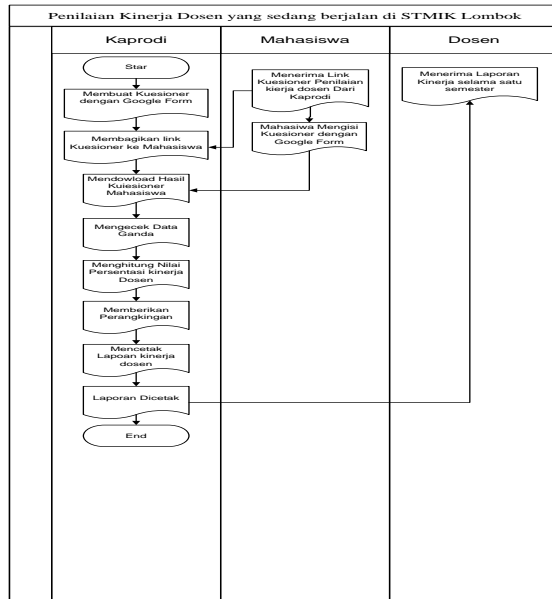 Penilaian Kinerja Dosen yang sedang berjalan di STMIK Lombok
Kaprodi
Mahasiswa
Dosen
Star
Membuat Kuesioner
dengan Google Form
Membagikan link
Kuesioner ke Mahasiswa
Mendowload Hasil
Kuiesioner
Mahasiswa
Mengecek Data
Ganda
Menghitung Nilai
Persentasi kinerja
Dosen
Memberikan
Perangkingan
Mencetak
Lapoan kinerja
dosen
Laporan Dicetak
End
Menerima Link
Kuesioner Penilaian
kierja dosen Dari
Kaprodi
Mahasiwa Mengisi
Kuesioner dengan
Google Form
Menerima Laporan
Kinerja selama satu
semester